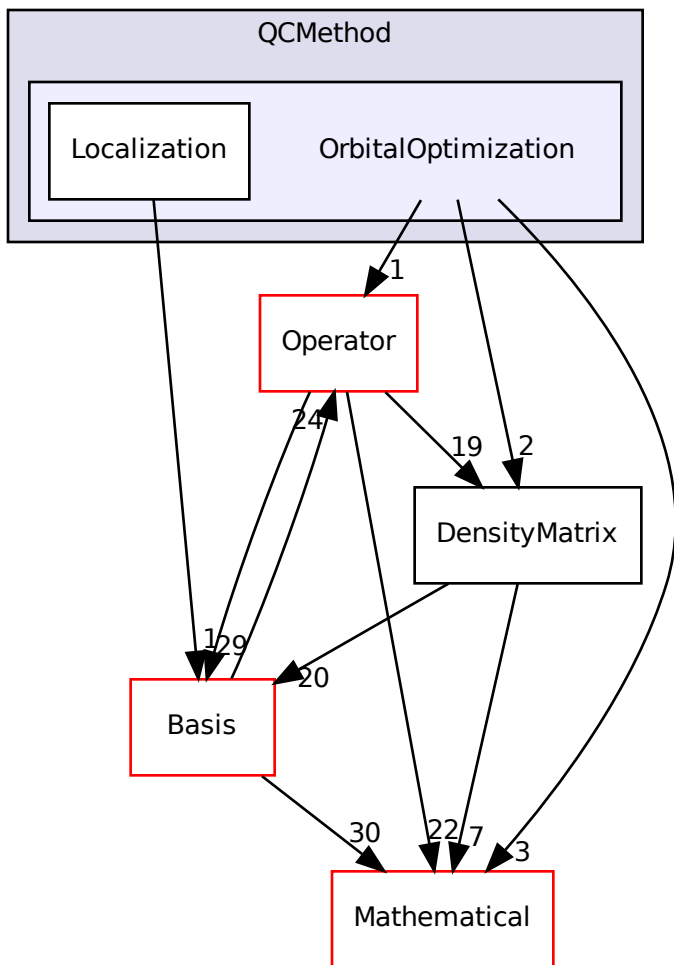 QCMethod
Localization
OrbitalOptimization
1
Operator
24
19
2
DensityMatrix
1
29
20
Basis
30
22
7
3
Mathematical